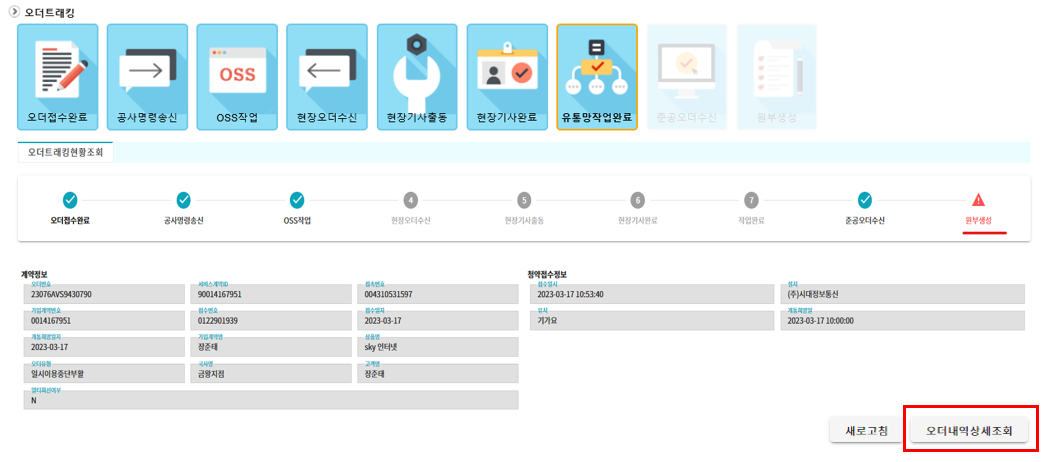 오더트래킹
오더접수완료 공사명령송신 OSS OSS작업 현장오더수신 현장기사출동 현장기사완료 유통망작업완료 준공오더수신 원부생성
오더트래킹현황조회
4 5 6 7
오더접수완료 공사명령송신 OSS작업 현장오더수신 현장기사출동 현장기사완료 작업완료 준공오더수신 원부생성
계약정보 청약접수정보
오더번호 서비스계약ID 접속번호 접수일시 성지
23076AVS9430790 90014167951 004310531597 2023-03-17 10:53:40 (주)시대정보통신
가입계약번호 접수번호 접수일자 유치 개통희망일
0014167951 0122901939 2023-03-17 기가요 2023-03-17 10:00:00
개통희망일자 가입계약명 상품명
2023-03-17 장준태 sky 인터넷
오더유형 국사명 고객명
일시이용중단부활 금왕지점 장준태
멀티회선여부
N
새로고침 오더내역상세조회